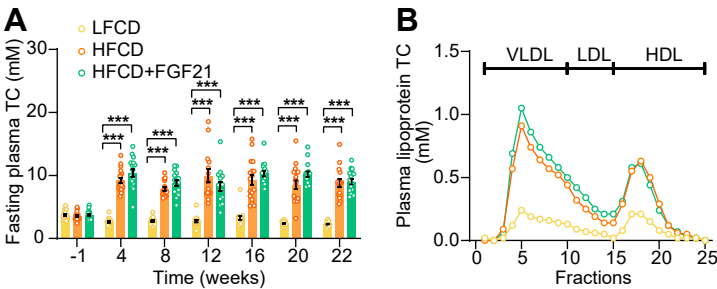 A
LFCD
HFCD
HFCD+FGF21
Fasting plasma TC (mM)
30
20
10
0
*** *** *** *** *** ***
*** *** *** *** *** ***
-1 4 8 12 16 20 22
Time (weeks)
B
Plasma lipoprotein TC
(mM)
VLDL LDL HDL
1.5
1.0
0.5
0.0
0 5 10 15 20 25
Fractions